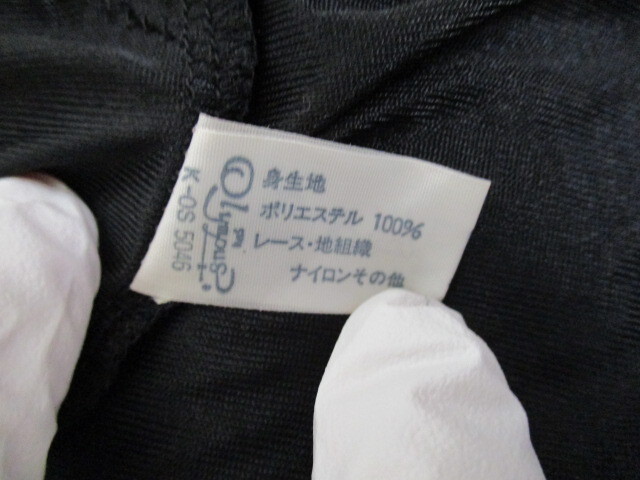 身生地
ポリエステル 100%
レース・地組織
ナイロンその他
K-OS 5046